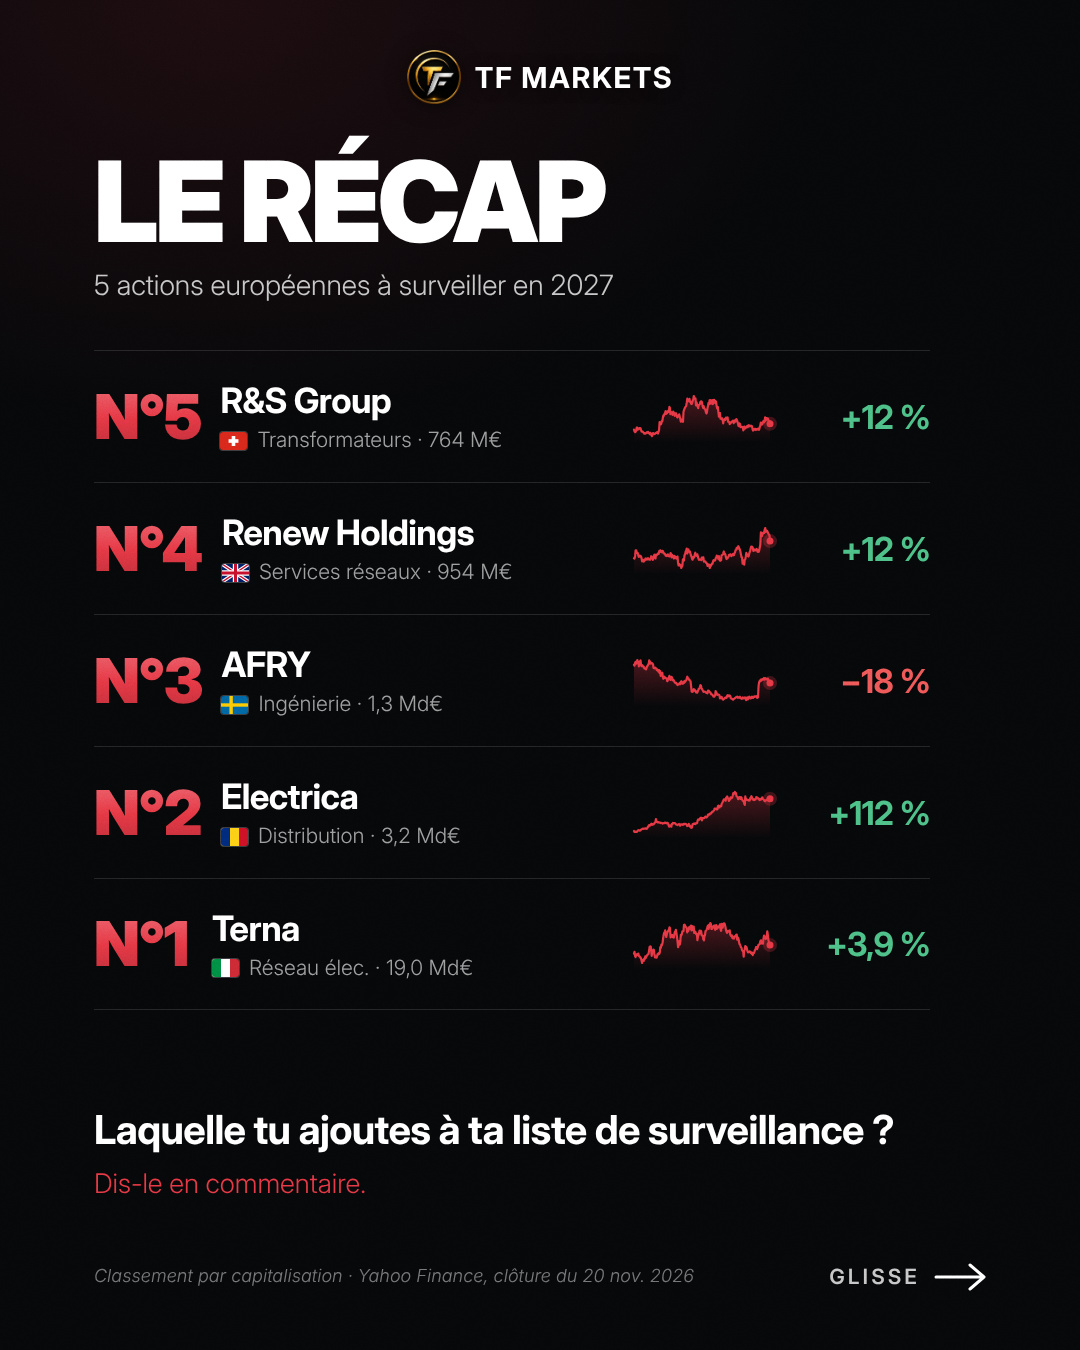 TF MARKETS
LE RÉCAP
5 actions européennes à surveiller en 2027
N°5 R&S Group +12 %
Transformateurs · 764 M€
N°4 Renew Holdings +12 %
Services réseaux · 954 M€
N°3 AFRY −18 %
Ingénierie · 1,3 Md€
N°2 Electrica +112 %
Distribution · 3,2 Md€
N°1 Terna +3,9 %
Réseau élec. · 19,0 Md€
Laquelle tu ajoutes à ta liste de surveillance ?
Dis-le en commentaire.
Classement par capitalisation · Yahoo Finance, clôture du 20 nov. 2026
GLISSE